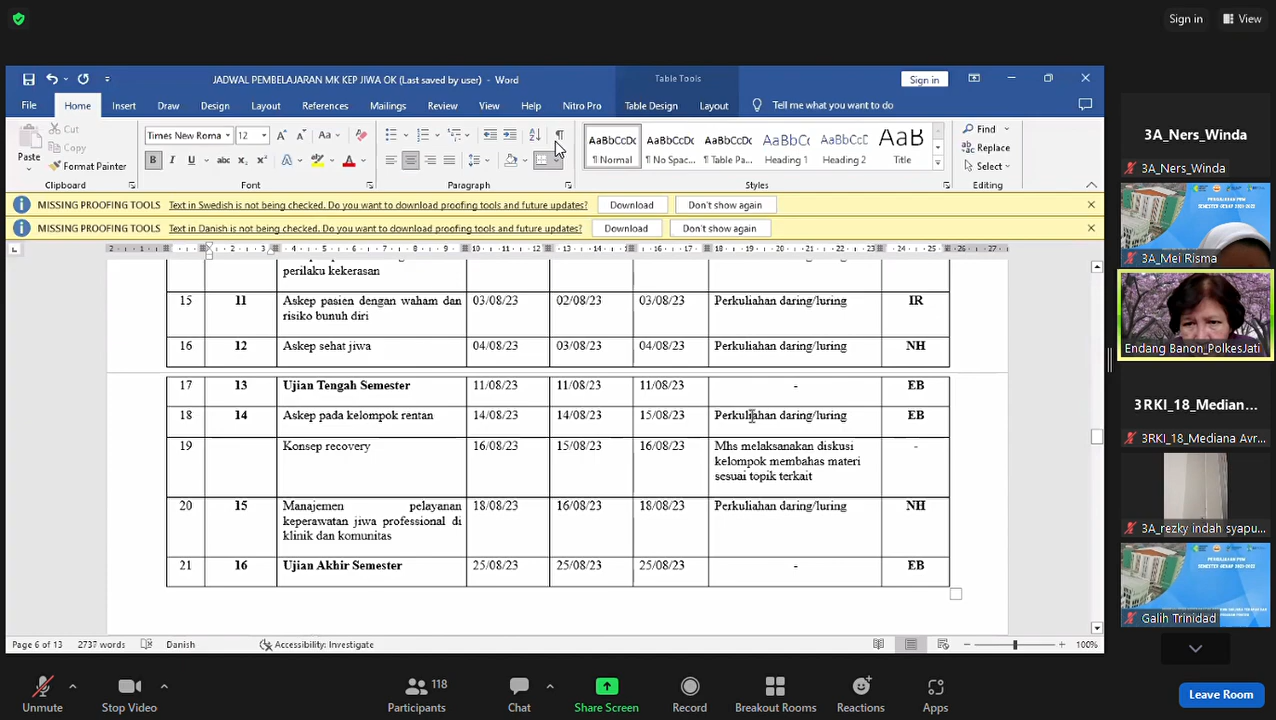 Sign in
View
JADWAL PEMBELAJARAN MK KEP JIWA OK (Last saved by user) - Word
Table Tools
Sign in
File Home Insert Draw Design Layout References Mailings Review View Help Nitro Pro Table Design Layout Tell me what you want to do
Paste
Cut
Copy
Format Painter
Clipboard
Times New Roma 12
Font
Paragraph
AaBbCcDc AaBbCcDc AaBbCcDc AaBbCc AaBbCcD AaB
¶ Normal ¶ No Spac... ¶ Table Pa... Heading 1 Heading 2 Title
Styles
Find
Replace
Select
Editing
MISSING PROOFING TOOLS Text in Swedish is not being checked. Do you want to download proofing tools and future updates? Download Don't show again
MISSING PROOFING TOOLS Text in Danish is not being checked. Do you want to download proofing tools and future updates? Download Don't show again
perilaku kekerasan
15 11 Askep pasien dengan waham dan 03/08/23 02/08/23 03/08/23 Perkuliahan daring/luring IR
risiko bunuh diri
16 12 Askep sehat jiwa 04/08/23 03/08/23 04/08/23 Perkuliahan daring/luring NH
17 13 Ujian Tengah Semester 11/08/23 11/08/23 11/08/23 - EB
18 14 Askep pada kelompok rentan 14/08/23 14/08/23 15/08/23 Perkuliahan daring/luring EB
19 Konsep recovery 16/08/23 15/08/23 16/08/23 Mhs melaksanakan diskusi -
kelompok membahas materi
sesuai topik terkait
20 15 Manajemen pelayanan 18/08/23 16/08/23 18/08/23 Perkuliahan daring/luring NH
keperawatan jiwa professional di
klinik dan komunitas
21 16 Ujian Akhir Semester 25/08/23 25/08/23 25/08/23 - EB
Page 6 of 13 2737 words Danish Accessibility: Investigate 100%
3A_Ners_Winda
3A_Ners_Winda
3A_Mei Risma
Endang Banon_PolkesJati
3RKI_18_Median...
3RKI_18_Mediana Avr...
3A_rezky indah syapu...
SEMESTER GENAP 2021-2022
Galih Trinidad
Unmute
Stop Video
118
Participants
Chat
Share Screen
Record
Breakout Rooms
Reactions
Apps
Leave Room